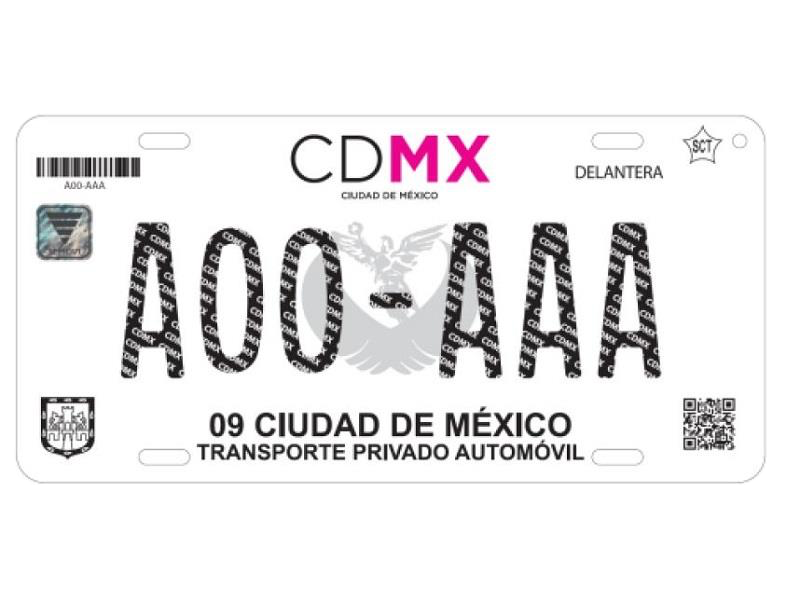 CDMX
CIUDAD DE MÉXICO
A00-AAA
DELANTERA
SCT
A00-AAA
09 CIUDAD DE MÉXICO
TRANSPORTE PRIVADO AUTOMÓVIL